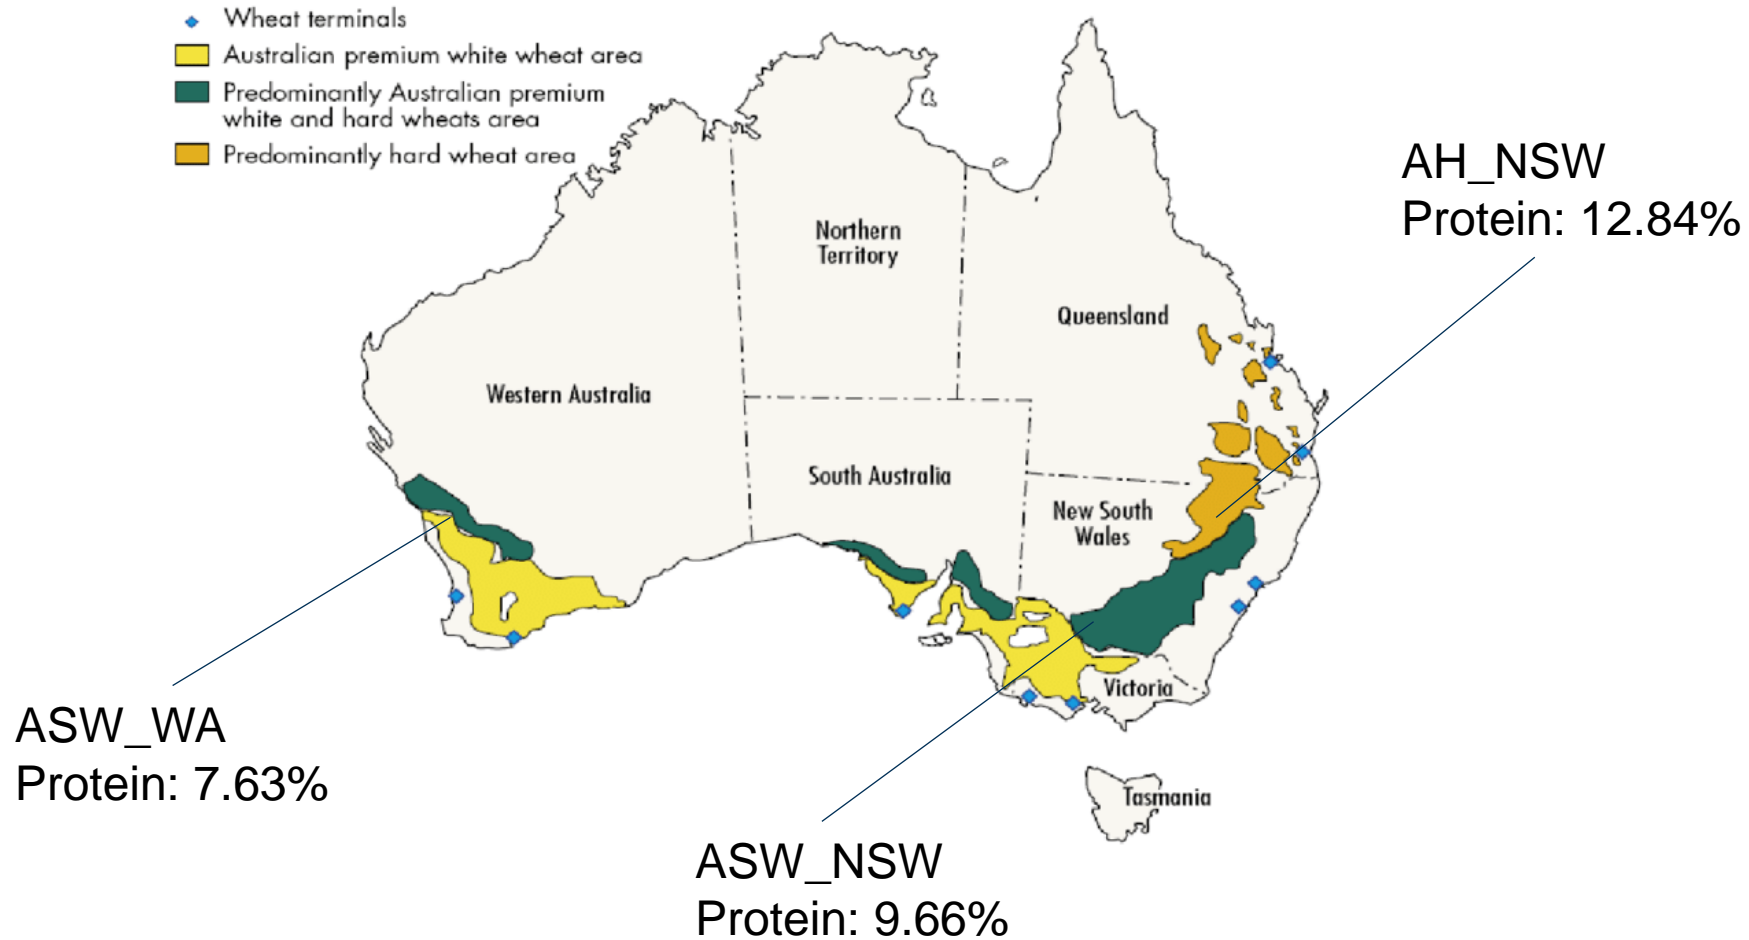 Wheat terminals
Australian premium white wheat area
Predominantly Australian premium
white and hard wheats area
Predominantly hard wheat area
AH_NSW
Protein: 12.84%
Northern
Territory
Queensland
Western Australia
South Australia
New South
Wales
Victoria
ASW_WA
Protein: 7.63%
Tasmania
ASW_NSW
Protein: 9.66%